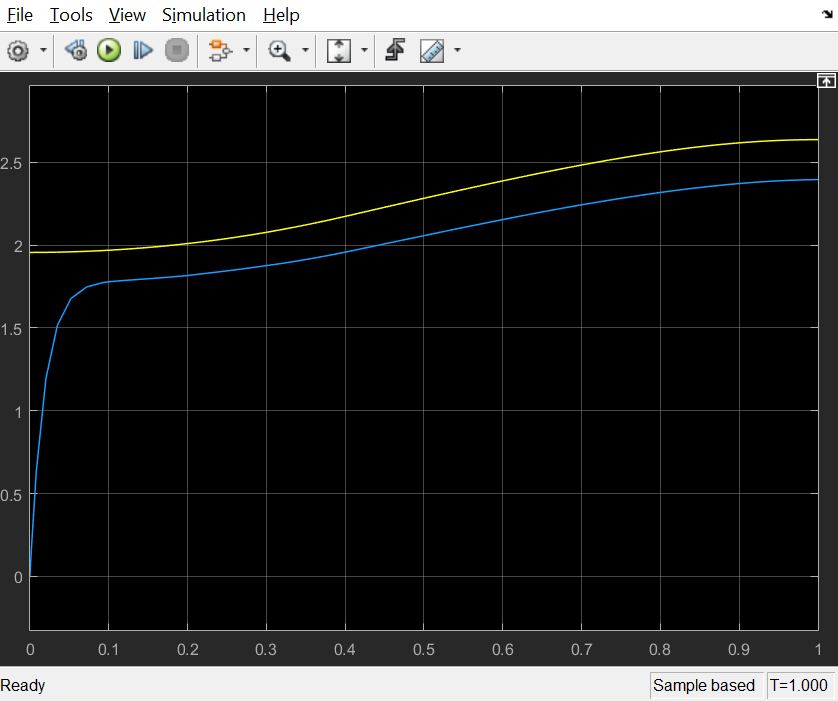 File Tools View Simulation Help
2.5
2
1.5
1
0.5
0
0 0.1 0.2 0.3 0.4 0.5 0.6 0.7 0.8 0.9 1
Ready Sample based T=1.000